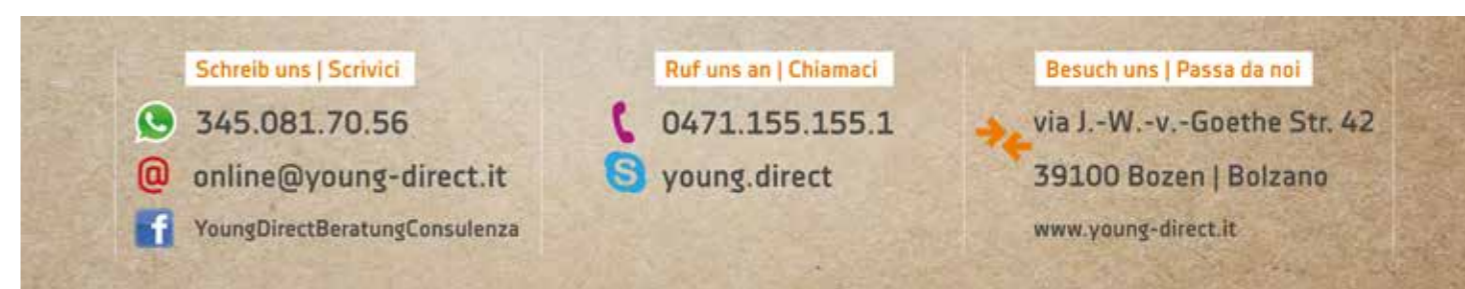 Schreib uns | Scrivici
345.081.70.56
@ online@young-direct.it
f YoungDirectBeratungConsulenza
Ruf uns an | Chiamaci
0471.155.155.1
S young.direct
Besuch uns | Passa da noi
via J.-W.-v.-Goethe Str. 42
39100 Bozen | Bolzano
www.young-direct.it